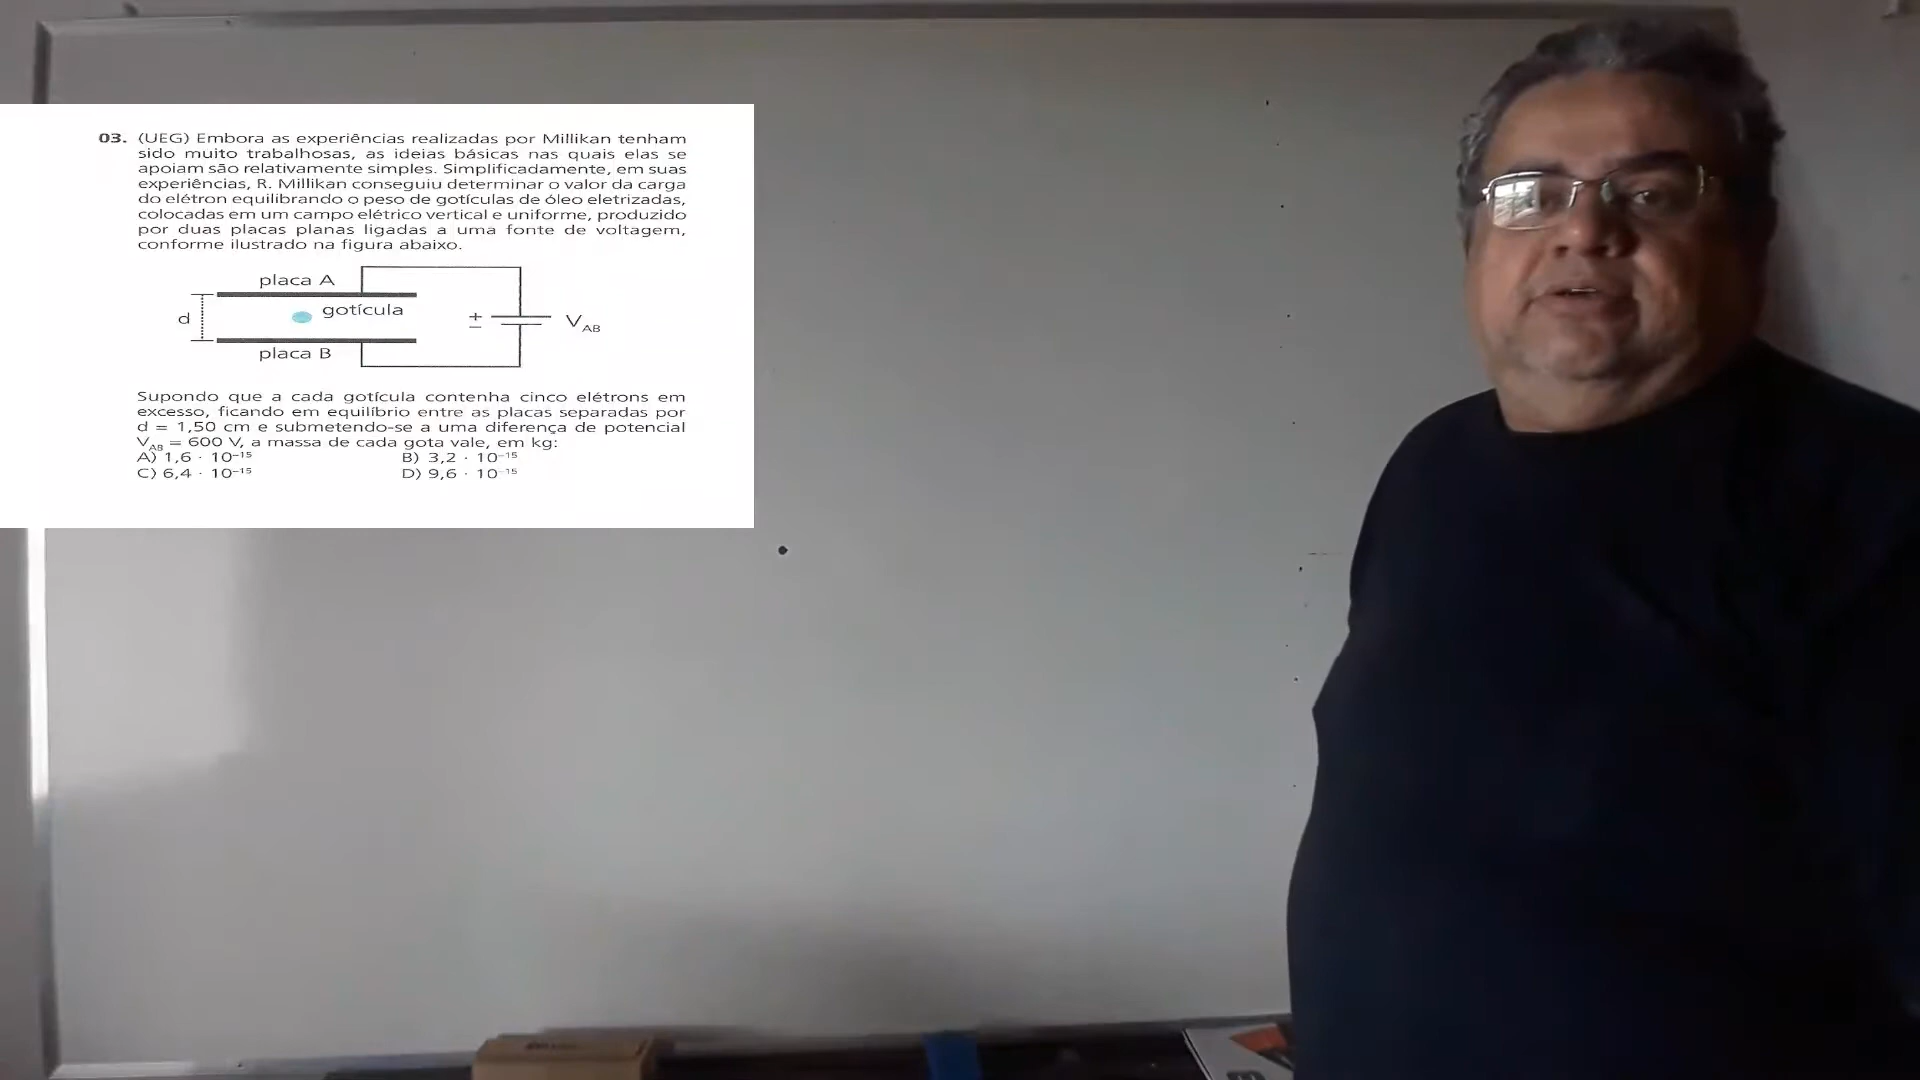 03. (UEG) Embora as experiências realizadas por Millikan tenham
sido muito trabalhosas, as ideias básicas nas quais elas se
apoiam são relativamente simples. Simplificadamente, em suas
experiências, R. Millikan conseguiu determinar o valor da carga
do elétron equilibrando o peso de gotículas de óleo eletrizadas,
colocadas em um campo elétrico vertical e uniforme, produzido
por duas placas planas ligadas a uma fonte de voltagem,
conforme ilustrado na figura abaixo.
placa A
gotícula
d
+
−
V_AB
placa B
Supondo que a cada gotícula contenha cinco elétrons em
excesso, ficando em equilíbrio entre as placas separadas por
d = 1,50 cm e submetendo-se a uma diferença de potencial
V_AB = 600 V, a massa de cada gota vale, em kg:
A) 1,6 · 10⁻¹⁵ B) 3,2 · 10⁻¹⁵
C) 6,4 · 10⁻¹⁵ D) 9,6 · 10⁻¹⁵